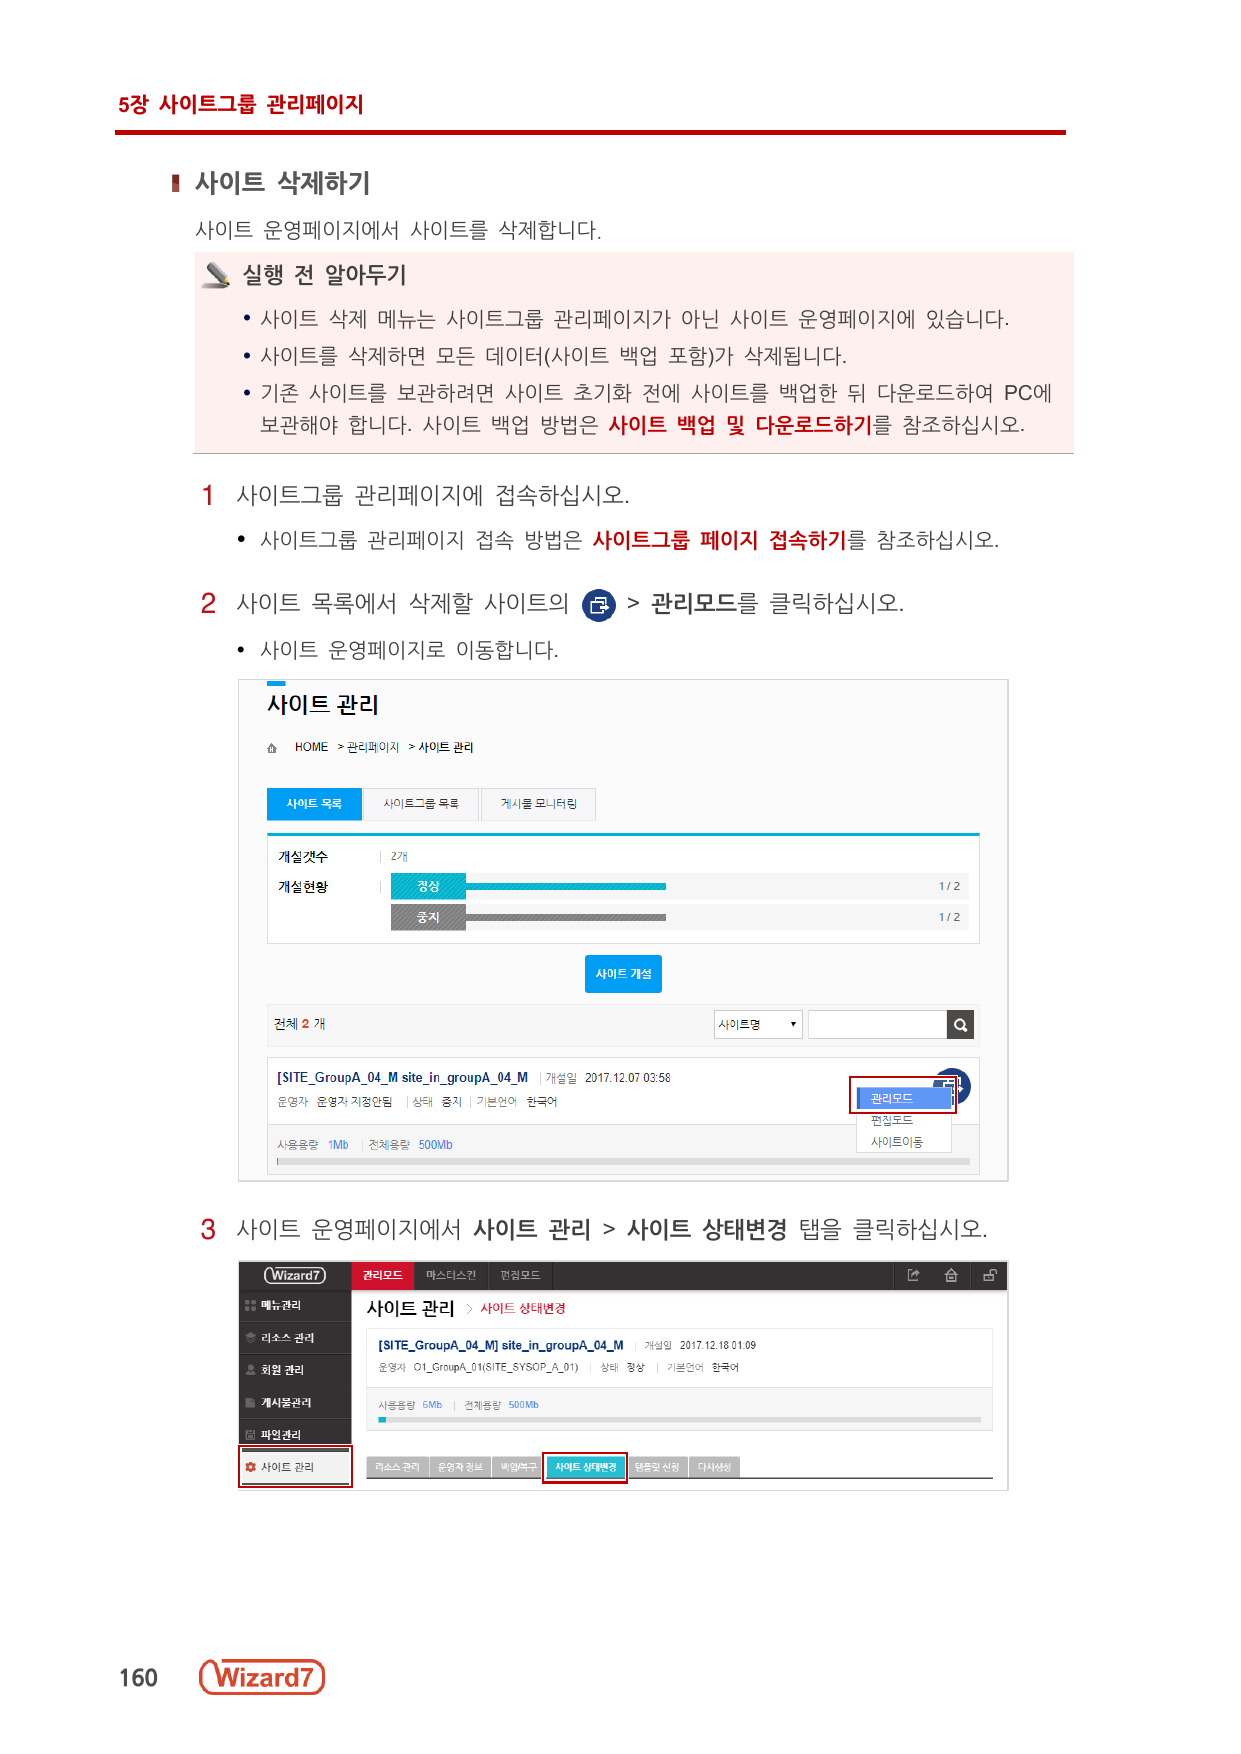 5장 사이트그룹 관리페이지
사이트 삭제하기
사이트 운영페이지에서 사이트를 삭제합니다.
실행 전 알아두기
• 사이트 삭제 메뉴는 사이트그룹 관리페이지가 아닌 사이트 운영페이지에 있습니다.
• 사이트를 삭제하면 모든 데이터(사이트 백업 포함)가 삭제됩니다.
• 기존 사이트를 보관하려면 사이트 초기화 전에 사이트를 백업한 뒤 다운로드하여 PC에
보관해야 합니다. 사이트 백업 방법은 사이트 백업 및 다운로드하기를 참조하십시오.
1 사이트그룹 관리페이지에 접속하십시오.
• 사이트그룹 관리페이지 접속 방법은 사이트그룹 페이지 접속하기를 참조하십시오.
2 사이트 목록에서 삭제할 사이트의 > 관리모드를 클릭하십시오.
• 사이트 운영페이지로 이동합니다.
사이트 관리
HOME > 관리페이지 > 사이트 관리
사이트 목록 사이트그룹 목록 게시물 모니터링
개설갯수 2개
개설현황 정상 1 / 2
중지 1 / 2
사이트 개설
전체 2 개 사이트명
[SITE_GroupA_04_M site_in_groupA_04_M 개설일 2017.12.07 03:58
관리모드
운영자 운영자 지정안됨 상태 중지 기본언어 한국어
편집모드
사이트이동
사용용량 1Mb 전체용량 500Mb
3 사이트 운영페이지에서 사이트 관리 > 사이트 상태변경 탭을 클릭하십시오.
Wizard7 관리모드 마스터스킨 편집모드
메뉴관리
리소스 관리
회원 관리
게시물관리
파일관리
사이트 관리
사이트 관리 > 사이트 상태변경
[SITE_GroupA_04_M] site_in_groupA_04_M 개설일 2017.12.18 01:09
운영자 O1_GroupA_01(SITE_SYSOP_A_01) 상태 정상 기본언어 한국어
사용용량 6Mb 전체용량 500Mb
리소스 관리 운영자 정보 백업/복구 사이트 상태변경 템플릿 신청 다시생성
160 Wizard7